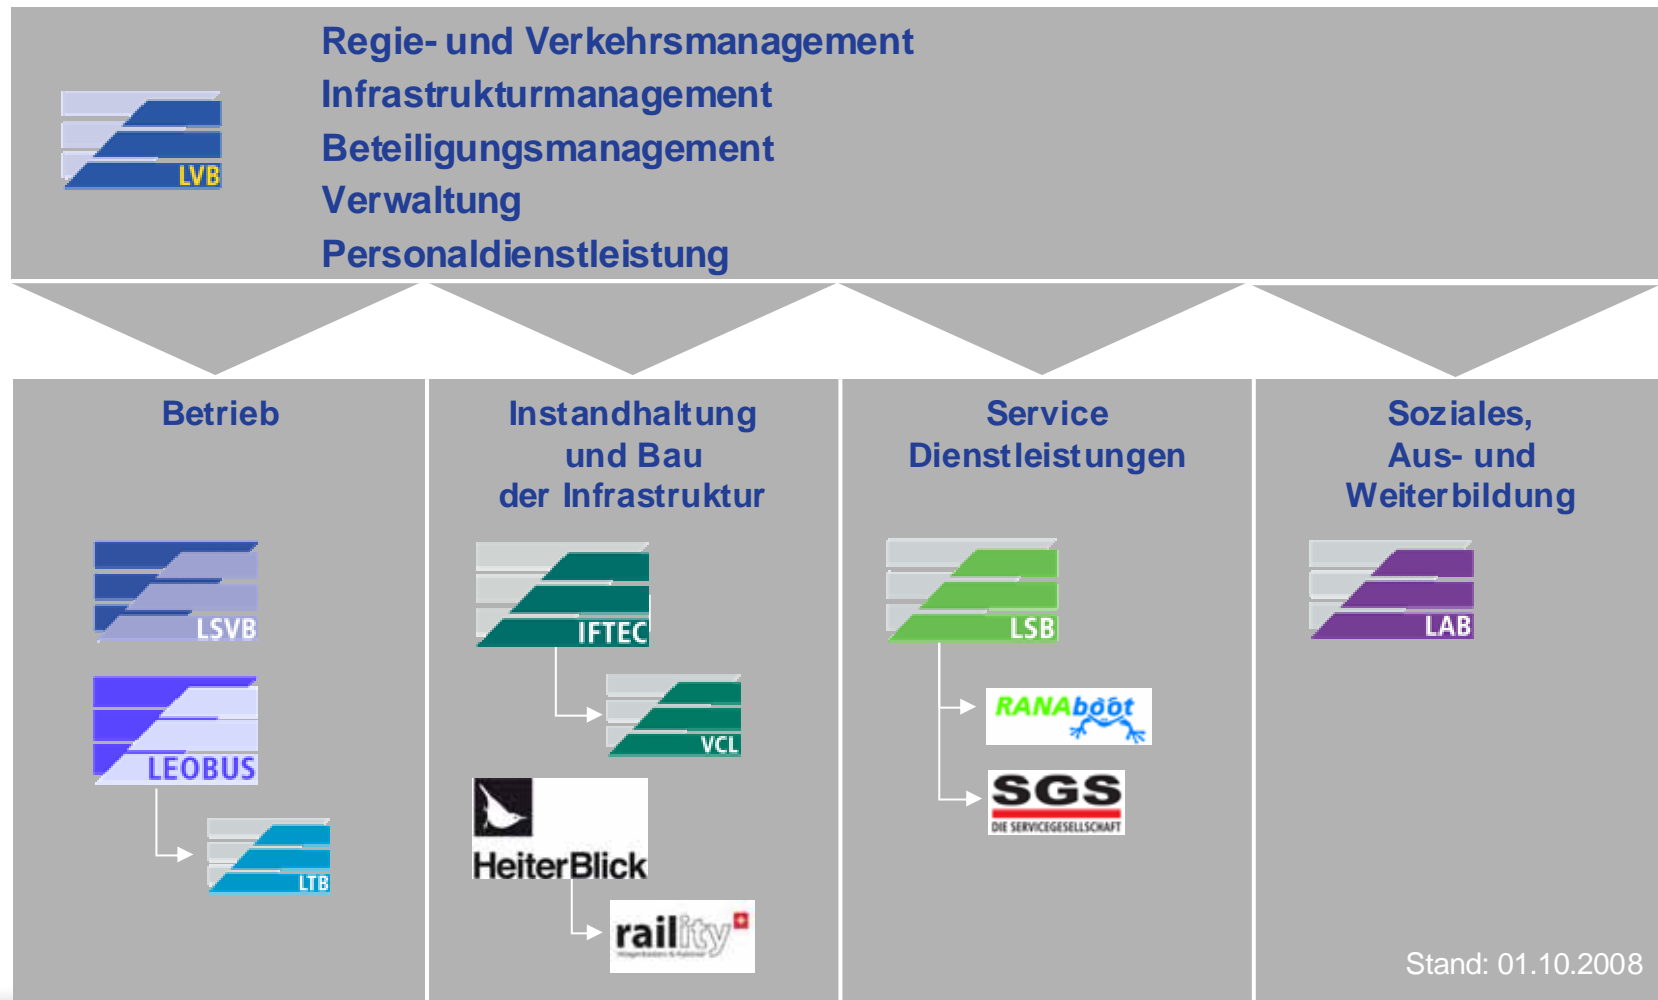 Regie- und Verkehrsmanagement
Infrastrukturmanagement
Beteiligungsmanagement
Verwaltung
Personaldienstleistung
LVB
Betrieb
LSVB
LEOBUS
LTB
Instandhaltung
und Bau
der Infrastruktur
IFTEC
VCL
HeiterBlick
raility
Service
Dienstleistungen
LSB
RANAboot
SGS
DIE SERVICEGESELLSCHAFT
Soziales,
Aus- und
Weiterbildung
LAB
Stand: 01.10.2008